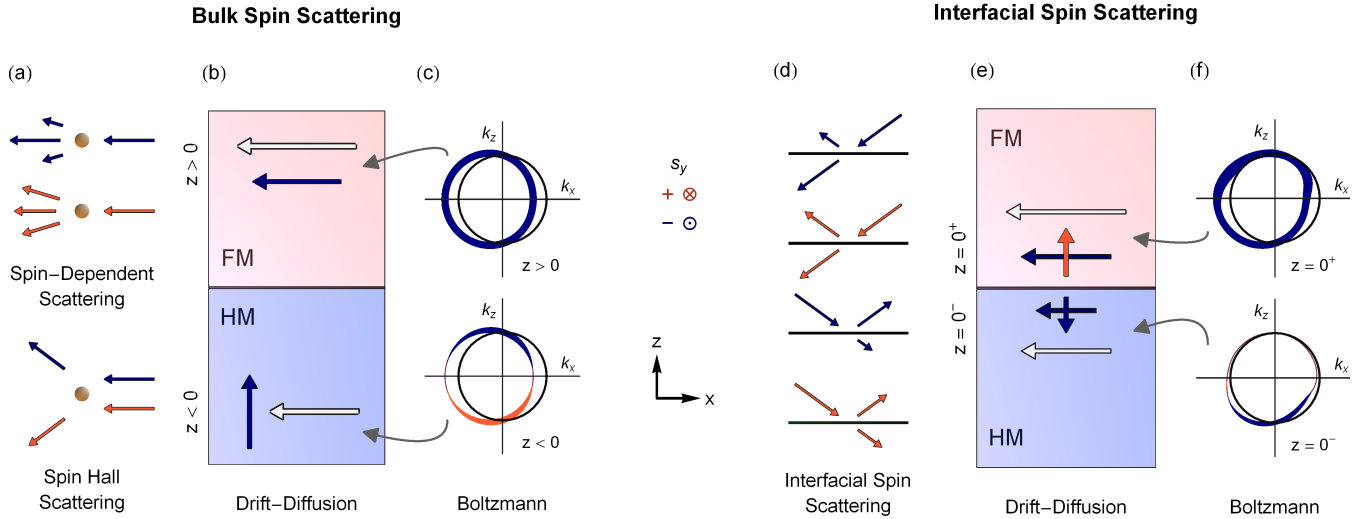 Bulk Spin Scattering
Interfacial Spin Scattering
(a)
(b)
(c)
(d)
(e)
(f)
Spin−Dependent
Scattering
Spin Hall
Scattering
z > 0
FM
HM
z < 0
Drift−Diffusion
k_z
k_x
z > 0
k_z
k_x
z < 0
Boltzmann
s_y
+ ⊗
− ⊙
z
x
Interfacial Spin
Scattering
FM
z = 0⁺
z = 0⁻
HM
Drift−Diffusion
k_z
k_x
z = 0⁺
k_z
k_x
z = 0⁻
Boltzmann